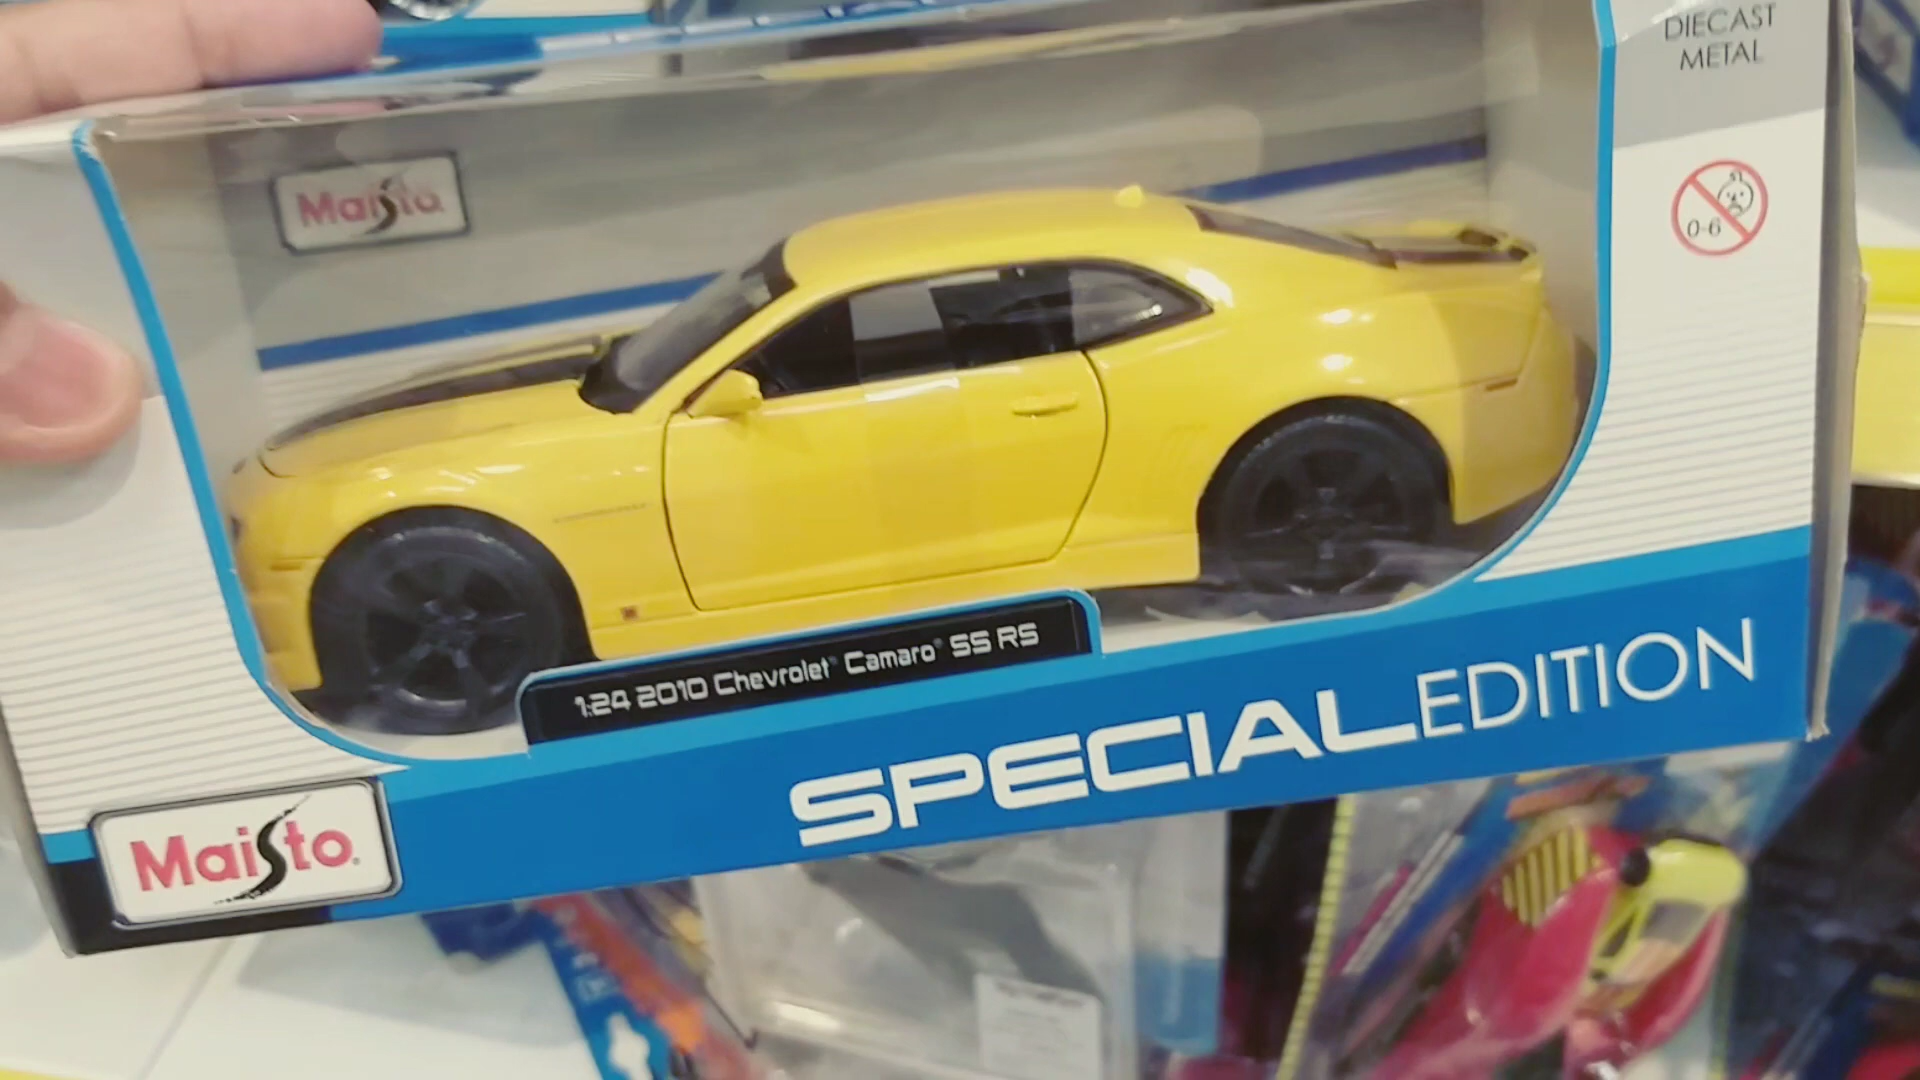 DIECAST
METAL
Maisto
0-6
1:24 2010 Chevrolet Camaro® SS RS
SPECIAL EDITION
Maisto®